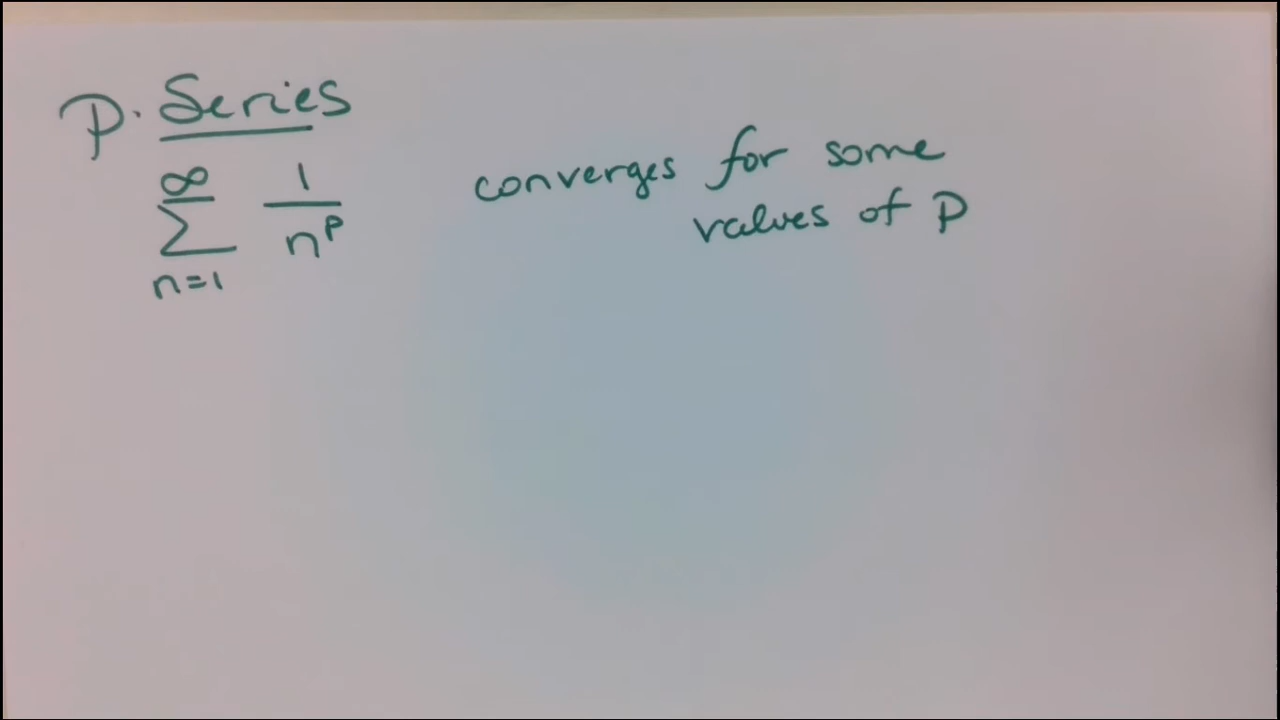 P. Series
∞ 1
Σ ―
n=1 n^p
converges for some
values of P